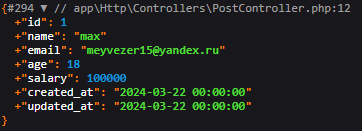 {#294 ▼ // app\Http\Controllers\PostController.php:12
+"id": 1
+"name": "max"
+"email": "meyvezer15@yandex.ru"
+"age": 18
+"salary": 100000
+"created_at": "2024-03-22 00:00:00"
+"updated_at": "2024-03-22 00:00:00"
}